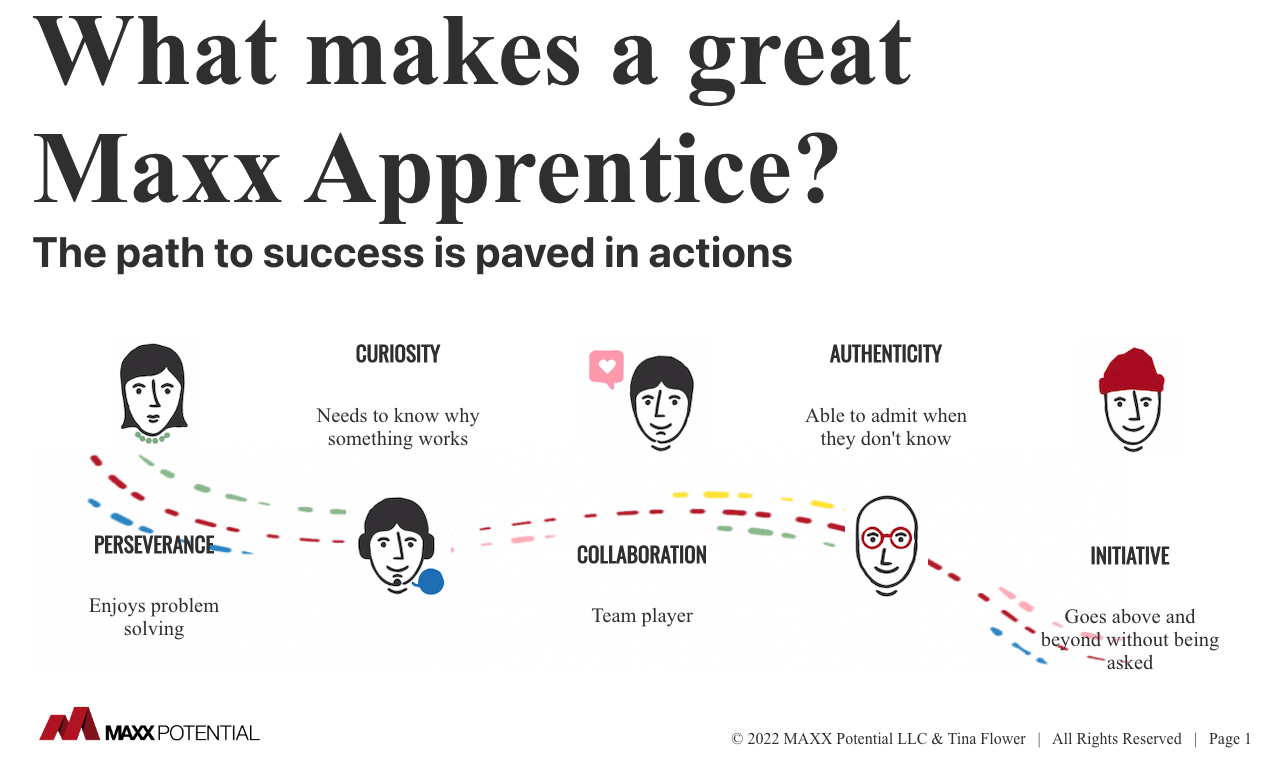 What makes a great
Maxx Apprentice?
The path to success is paved in actions
CURIOSITY
Needs to know why
something works
AUTHENTICITY
Able to admit when
they don't know
PERSEVERANCE
Enjoys problem
solving
COLLABORATION
Team player
INITIATIVE
Goes above and
beyond without being
asked
MAXX POTENTIAL
© 2022 MAXX Potential LLC & Tina Flower | All Rights Reserved | Page 1